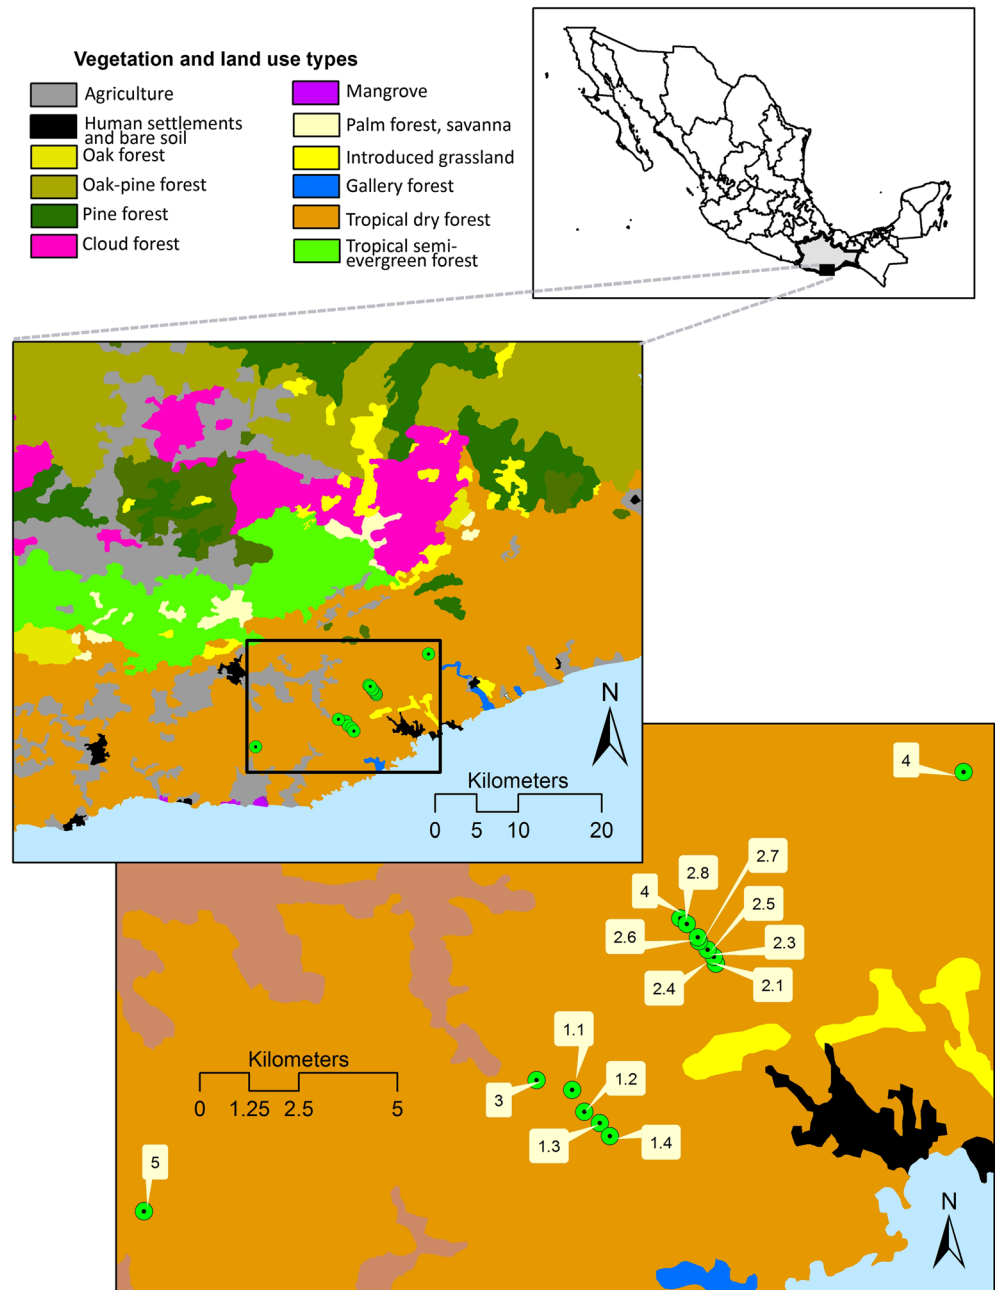 Vegetation and land use types
Agriculture
Human settlements
and bare soil
Oak forest
Oak-pine forest
Pine forest
Cloud forest
Mangrove
Palm forest, savanna
Introduced grassland
Gallery forest
Tropical dry forest
Tropical semi-
evergreen forest
N
Kilometers
0 5 10 20
4
2.7
2.8
4
2.5
2.6
2.3
2.4
2.1
1.1
Kilometers
0 1.25 2.5 5
1.2
3
1.3
1.4
5
N